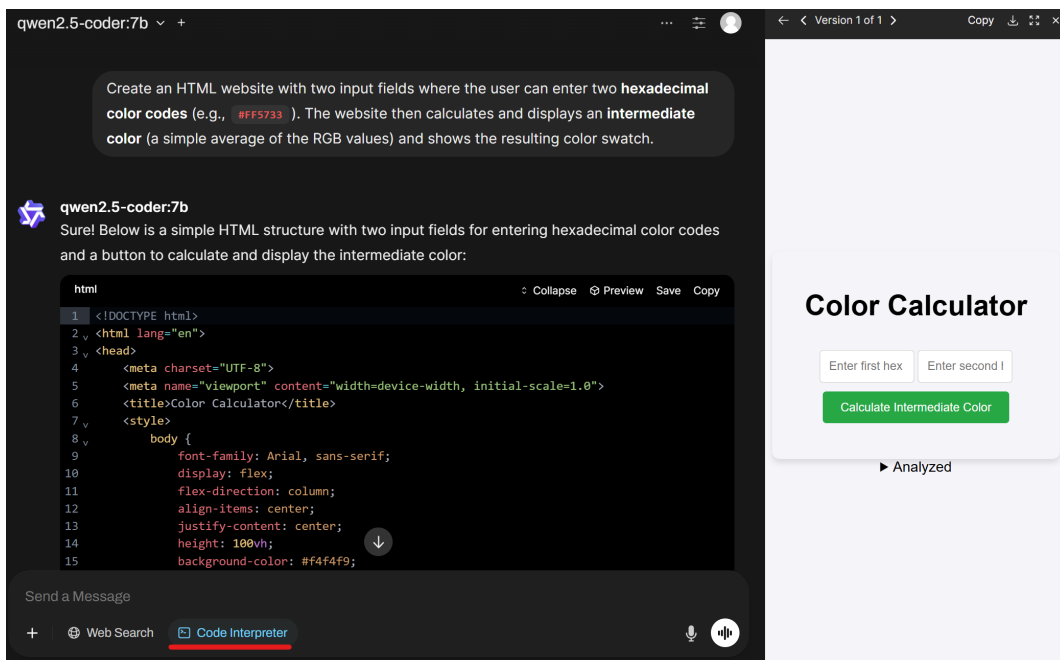 qwen2.5-coder:7b
Version 1 of 1
Copy
Create an HTML website with two input fields where the user can enter two hexadecimal
color codes (e.g., #FF5733 ). The website then calculates and displays an intermediate
color (a simple average of the RGB values) and shows the resulting color swatch.
qwen2.5-coder:7b
Sure! Below is a simple HTML structure with two input fields for entering hexadecimal color codes
and a button to calculate and display the intermediate color:
html
Collapse Preview Save Copy
1 <!DOCTYPE html>
2 <html lang="en">
3 <head>
4 <meta charset="UTF-8">
5 <meta name="viewport" content="width=device-width, initial-scale=1.0">
6 <title>Color Calculator</title>
7 <style>
8 body {
9 font-family: Arial, sans-serif;
10 display: flex;
11 flex-direction: column;
12 align-items: center;
13 justify-content: center;
14 height: 100vh;
15 background-color: #f4f4f9;
Send a Message
+ Web Search Code Interpreter
Color Calculator
Enter first hex Enter second
Calculate Intermediate Color
▶ Analyzed